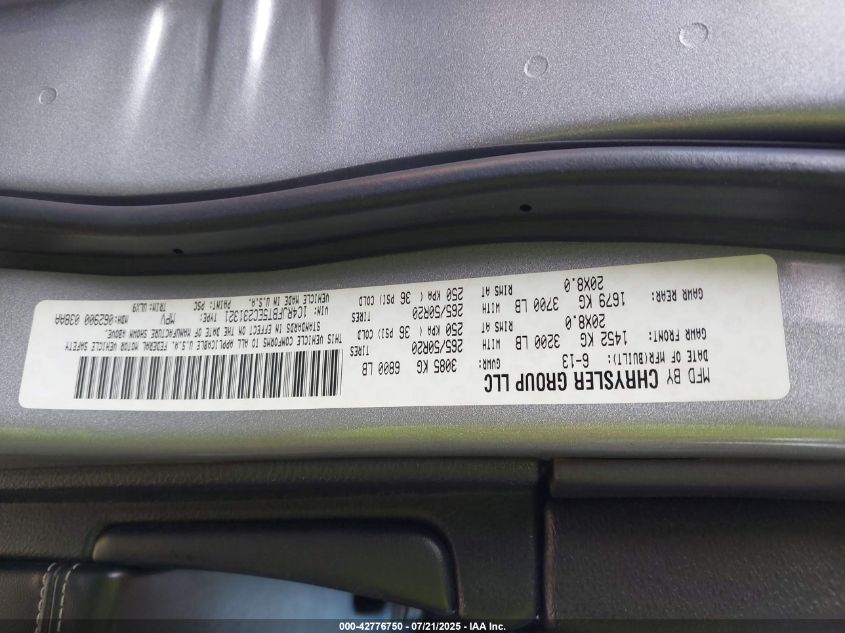 MFD BY CHRYSLER GROUP LLC
DATE OF MFR(BUILT): 6-13 GVWR: 3085 KG 6800 LB
GAWR FRONT: 1452 KG 3200 LB WITH TIRES 265/50R20
20X8.0 RIMS AT 250 KPA ( 36 PSI) COLD
GAWR REAR: 1679 KG 3700 LB WITH TIRES 265/50R20
20X8.0 RIMS AT 250 KPA ( 36 PSI) COLD
THIS VEHICLE CONFORMS TO ALL APPLICABLE U.S.A. FEDERAL MOTOR VEHICLE SAFETY
STANDARDS IN EFFECT ON THE DATE OF MANUFACTURE SHOWN ABOVE.
VIN: 1C4RJFBT5EC231321 TYPE: MPV MDH: 062900 038AA
VEHICLE MADE IN U.S.A. PAINT: PSC TRIM: ULX9
000-42776750 - 07/21/2025 - IAA Inc.